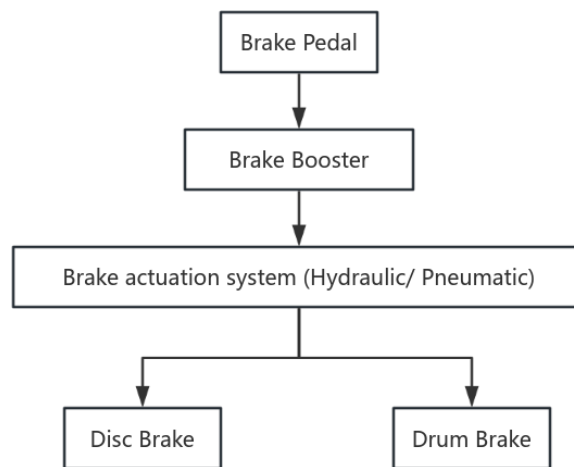 Brake Pedal
Brake Booster
Brake actuation system (Hydraulic/ Pneumatic)
Disc Brake
Drum Brake